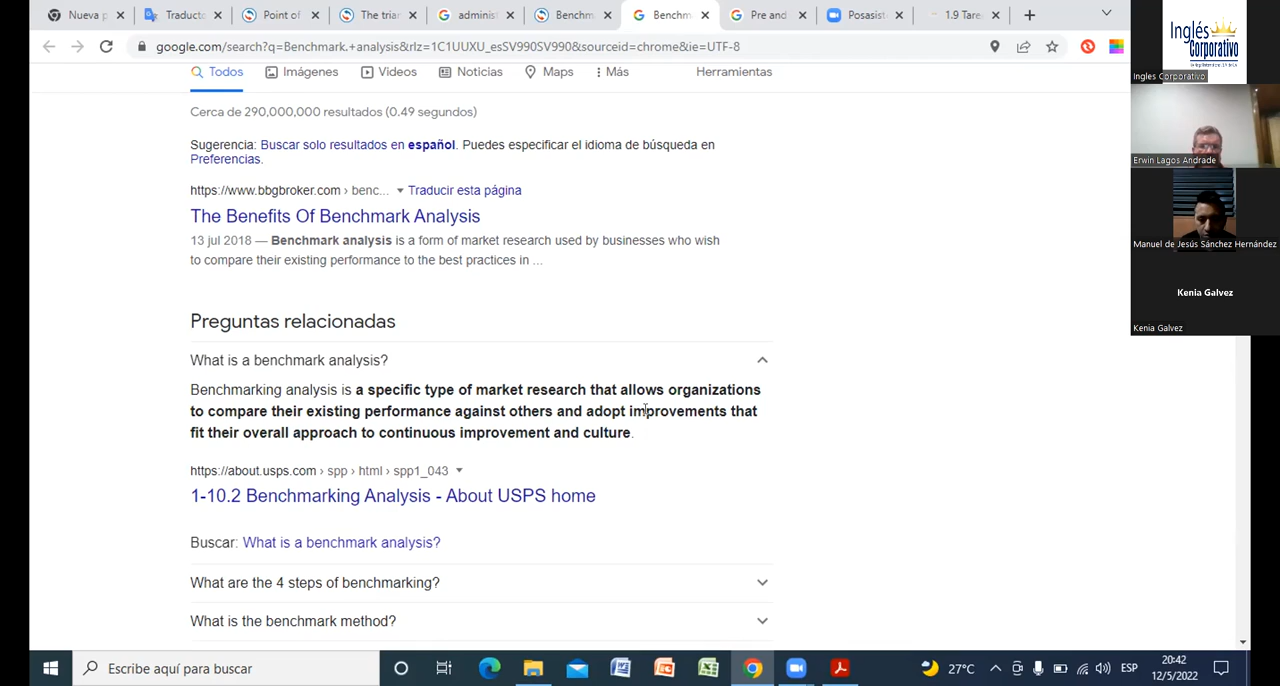 Nueva p
Traducto
Point of
The trian
administ
Benchm
Benchm
Pre and
Posasist
1.9 Tare
google.com/search?q=Benchmark.+analysis&rlz=1C1UUXU_esSV990SV990&sourceid=chrome&ie=UTF-8
Todos Imágenes Videos Noticias Maps Más Herramientas
Cerca de 290,000,000 resultados (0.49 segundos)
Sugerencia: Buscar solo resultados en español. Puedes especificar el idioma de búsqueda en
Preferencias.
https://www.bbgbroker.com › benc... Traducir esta página
The Benefits Of Benchmark Analysis
13 jul 2018 — Benchmark analysis is a form of market research used by businesses who wish
to compare their existing performance to the best practices in ...
Preguntas relacionadas
What is a benchmark analysis?
Benchmarking analysis is a specific type of market research that allows organizations
to compare their existing performance against others and adopt improvements that
fit their overall approach to continuous improvement and culture.
https://about.usps.com › spp › html › spp1_043
1-10.2 Benchmarking Analysis - About USPS home
Buscar: What is a benchmark analysis?
What are the 4 steps of benchmarking?
What is the benchmark method?
Inglés
Corporativo
Ingles Corporativo
Erwin Lagos Andrade
Manuel de Jesús Sánchez Hernández
Kenia Galvez
Kenia Galvez
Escribe aquí para buscar
27°C
ESP
20:42
12/5/2022